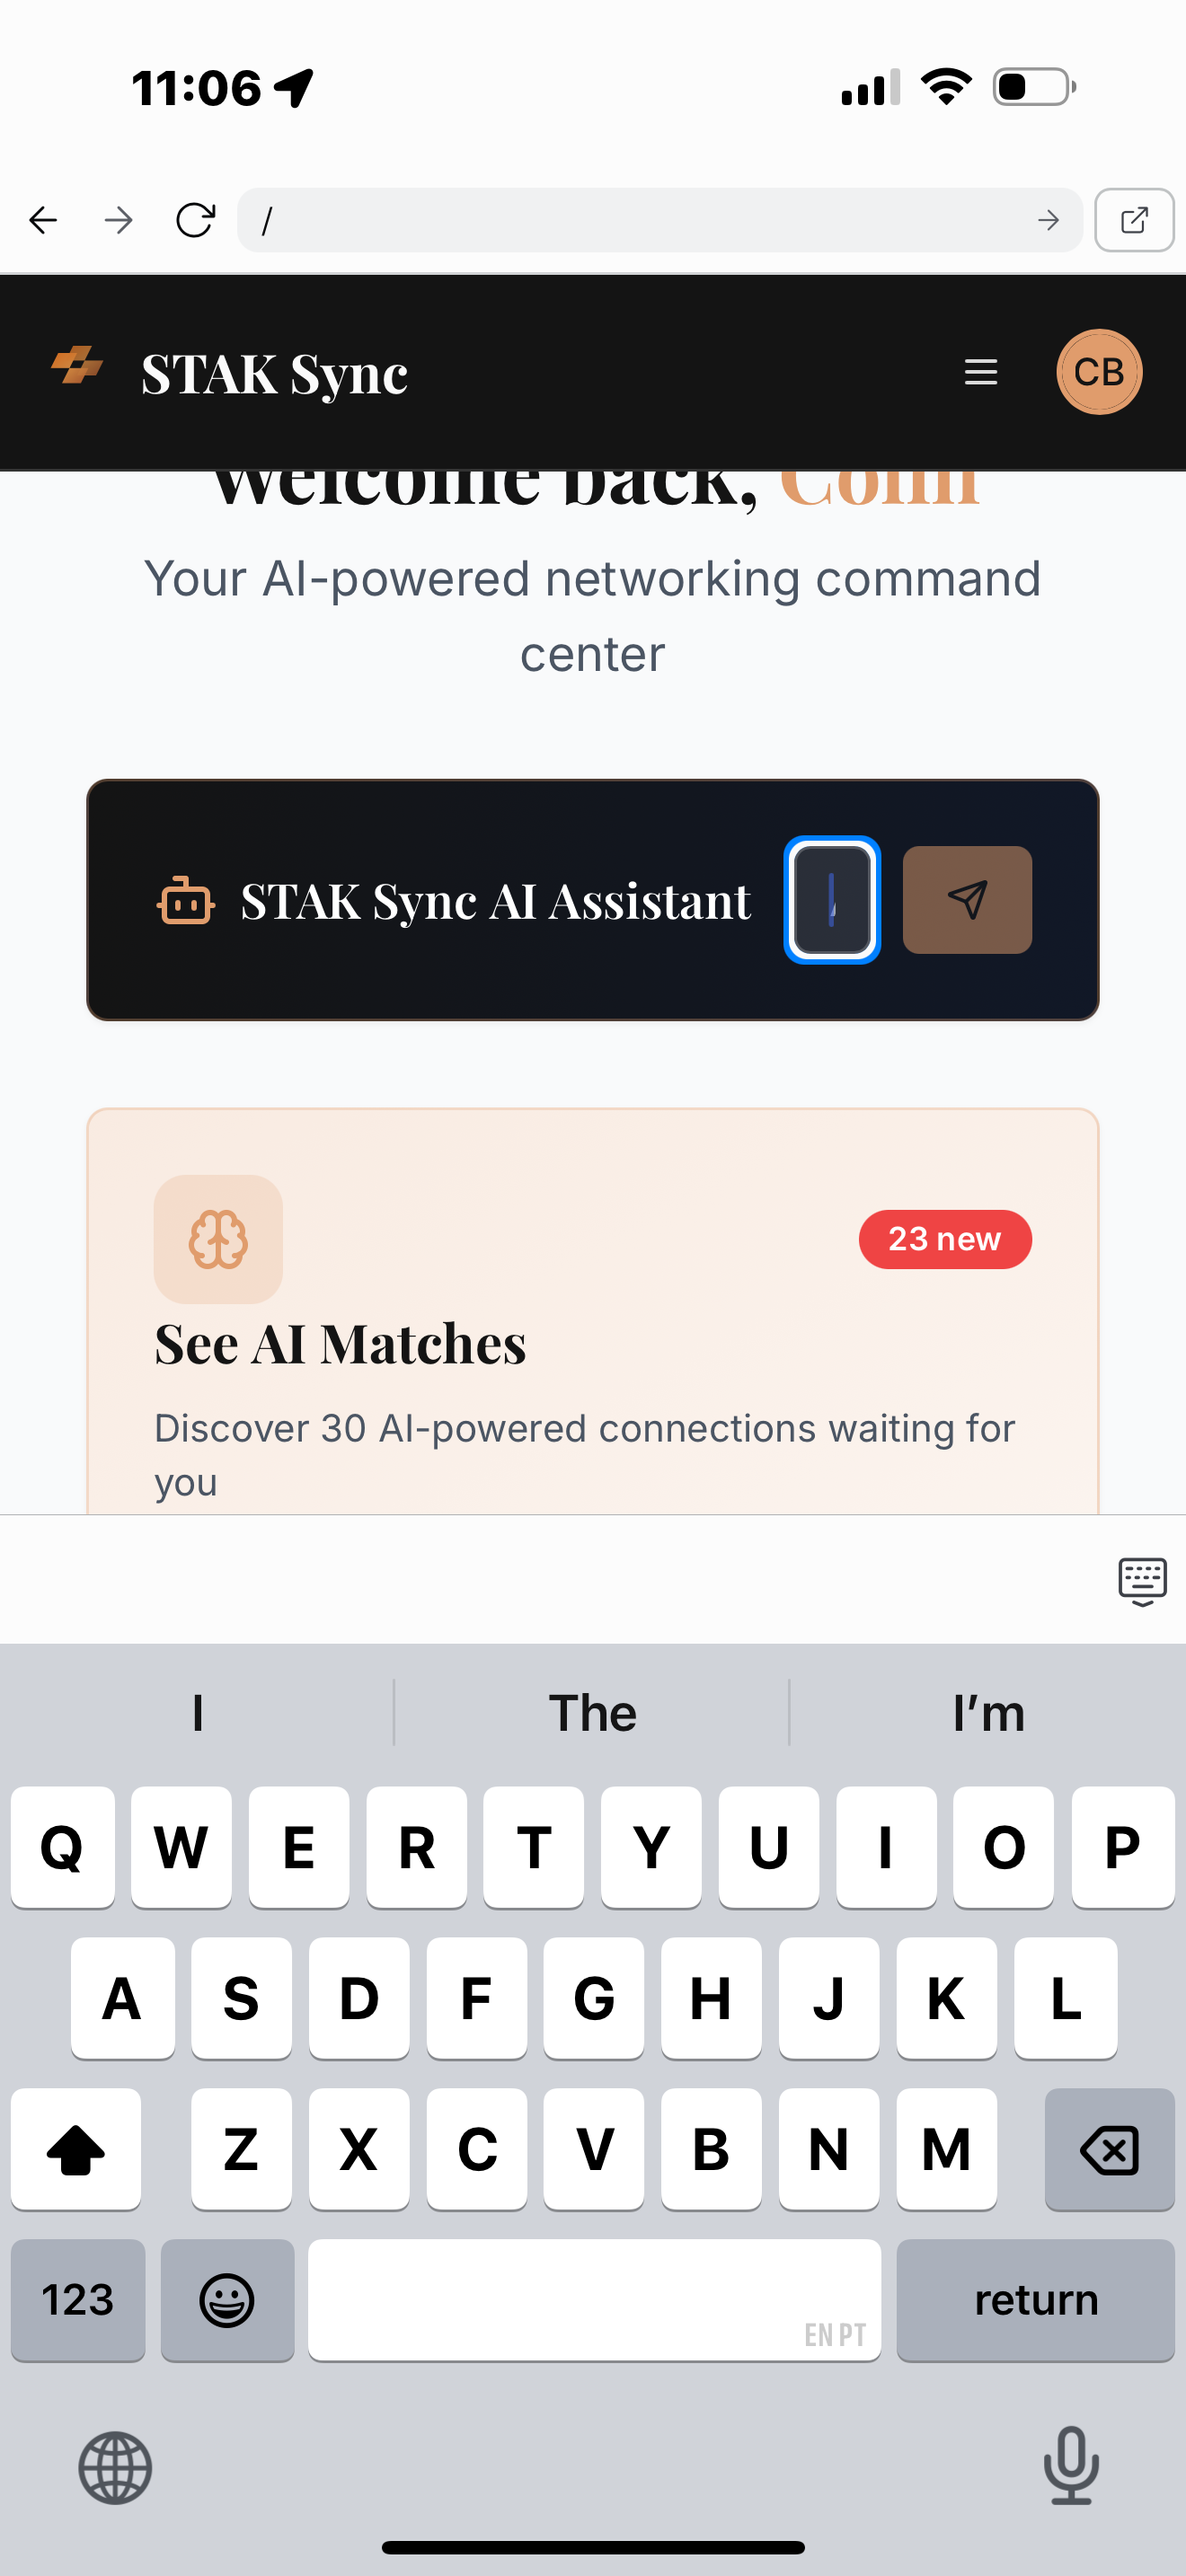 11:06
/
STAK Sync
CB
Welcome back, Colin
Your AI-powered networking command
center
STAK Sync AI Assistant
23 new
See AI Matches
Discover 30 AI-powered connections waiting for
you
I The I’m
Q W E R T Y U I O P
A S D F G H J K L
Z X C V B N M
123 EN PT return